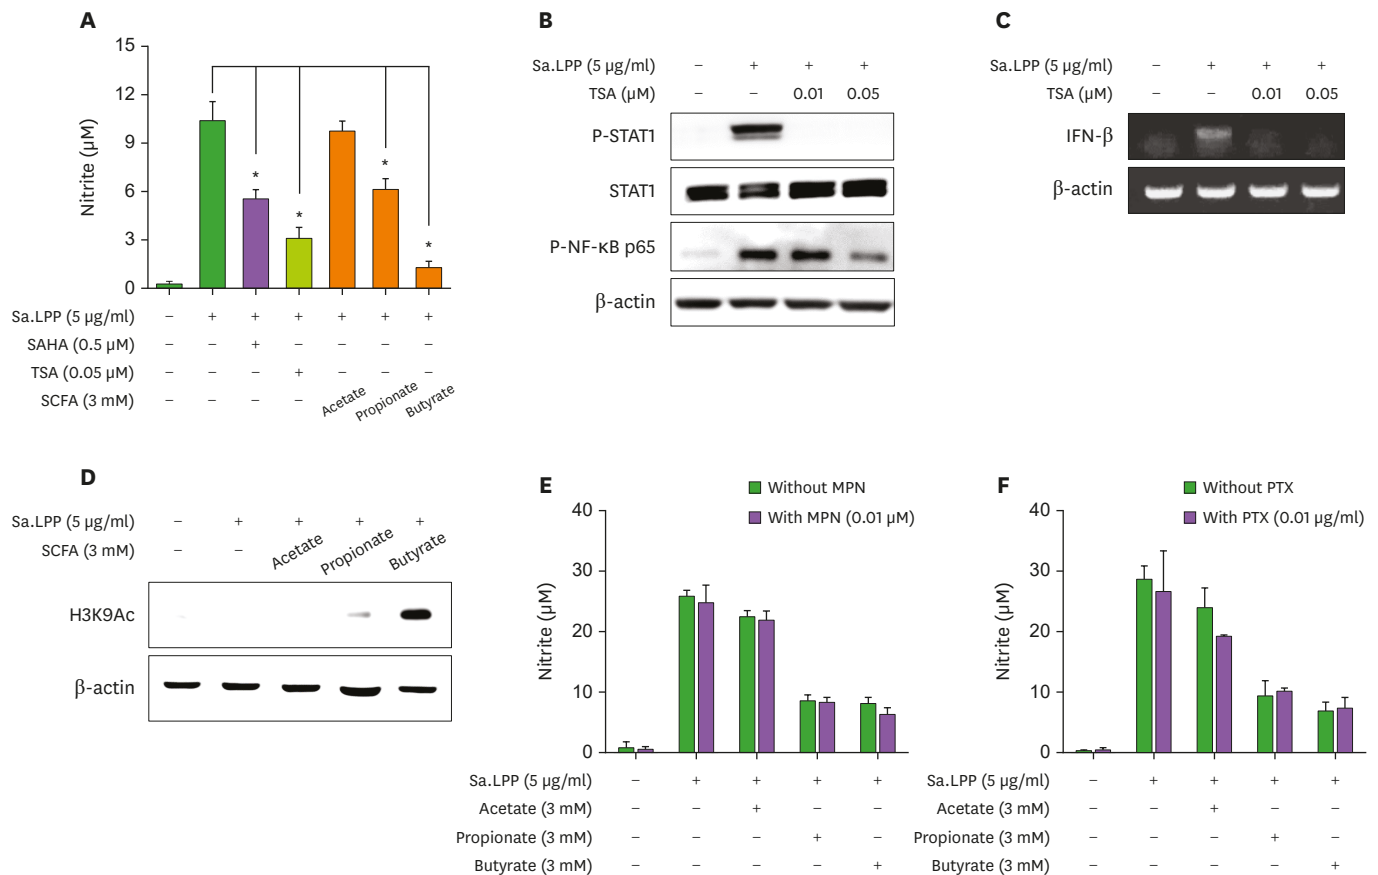 A
15
12
9
6
3
0
Nitrite (µM)
* * * *
Sa.LPP (5 µg/ml) – + + + + + +
SAHA (0.5 µM) – – + – – – –
TSA (0.05 µM) – – – + – – –
SCFA (3 mM) – – – – Acetate Propionate Butyrate
B
Sa.LPP (5 µg/ml) – + + +
TSA (µM) – – 0.01 0.05
P-STAT1
STAT1
P-NF-κB p65
β-actin
C
Sa.LPP (5 µg/ml) – + + +
TSA (µM) – – 0.01 0.05
IFN-β
β-actin
D
Sa.LPP (5 µg/ml) – + + + +
SCFA (3 mM) – – Acetate Propionate Butyrate
H3K9Ac
β-actin
E
Without MPN
With MPN (0.01 µM)
40
30
20
10
0
Nitrite (µM)
Sa.LPP (5 µg/ml) – + + + +
Acetate (3 mM) – – + – –
Propionate (3 mM) – – – + –
Butyrate (3 mM) – – – – +
F
Without PTX
With PTX (0.01 µg/ml)
40
30
20
10
0
Nitrite (µM)
Sa.LPP (5 µg/ml) – + + + +
Acetate (3 mM) – – + – –
Propionate (3 mM) – – – + –
Butyrate (3 mM) – – – – +